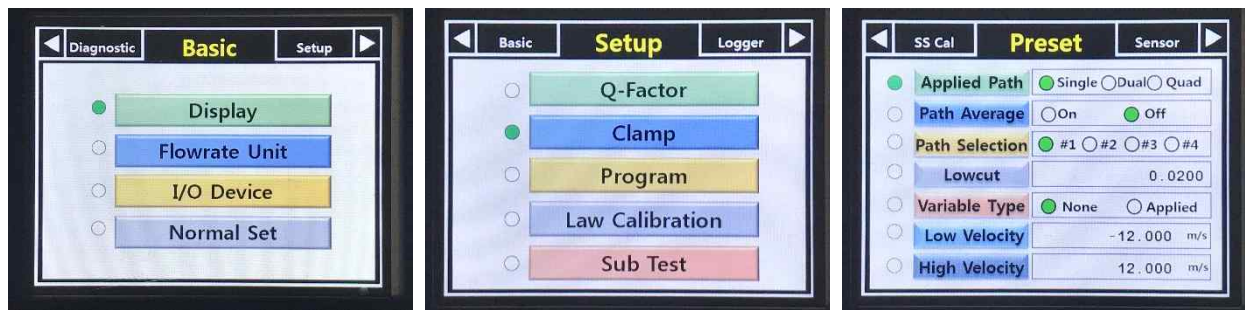 Diagnostic Basic Setup
Display
Flowrate Unit
I/O Device
Normal Set
Basic Setup Logger
Q-Factor
Clamp
Program
Law Calibration
Sub Test
SS Cal Preset Sensor
Applied Path Single Dual Quad
Path Average On Off
Path Selection #1 #2 #3 #4
Lowcut 0.0200
Variable Type None Applied
Low Velocity -12.000 m/s
High Velocity 12.000 m/s